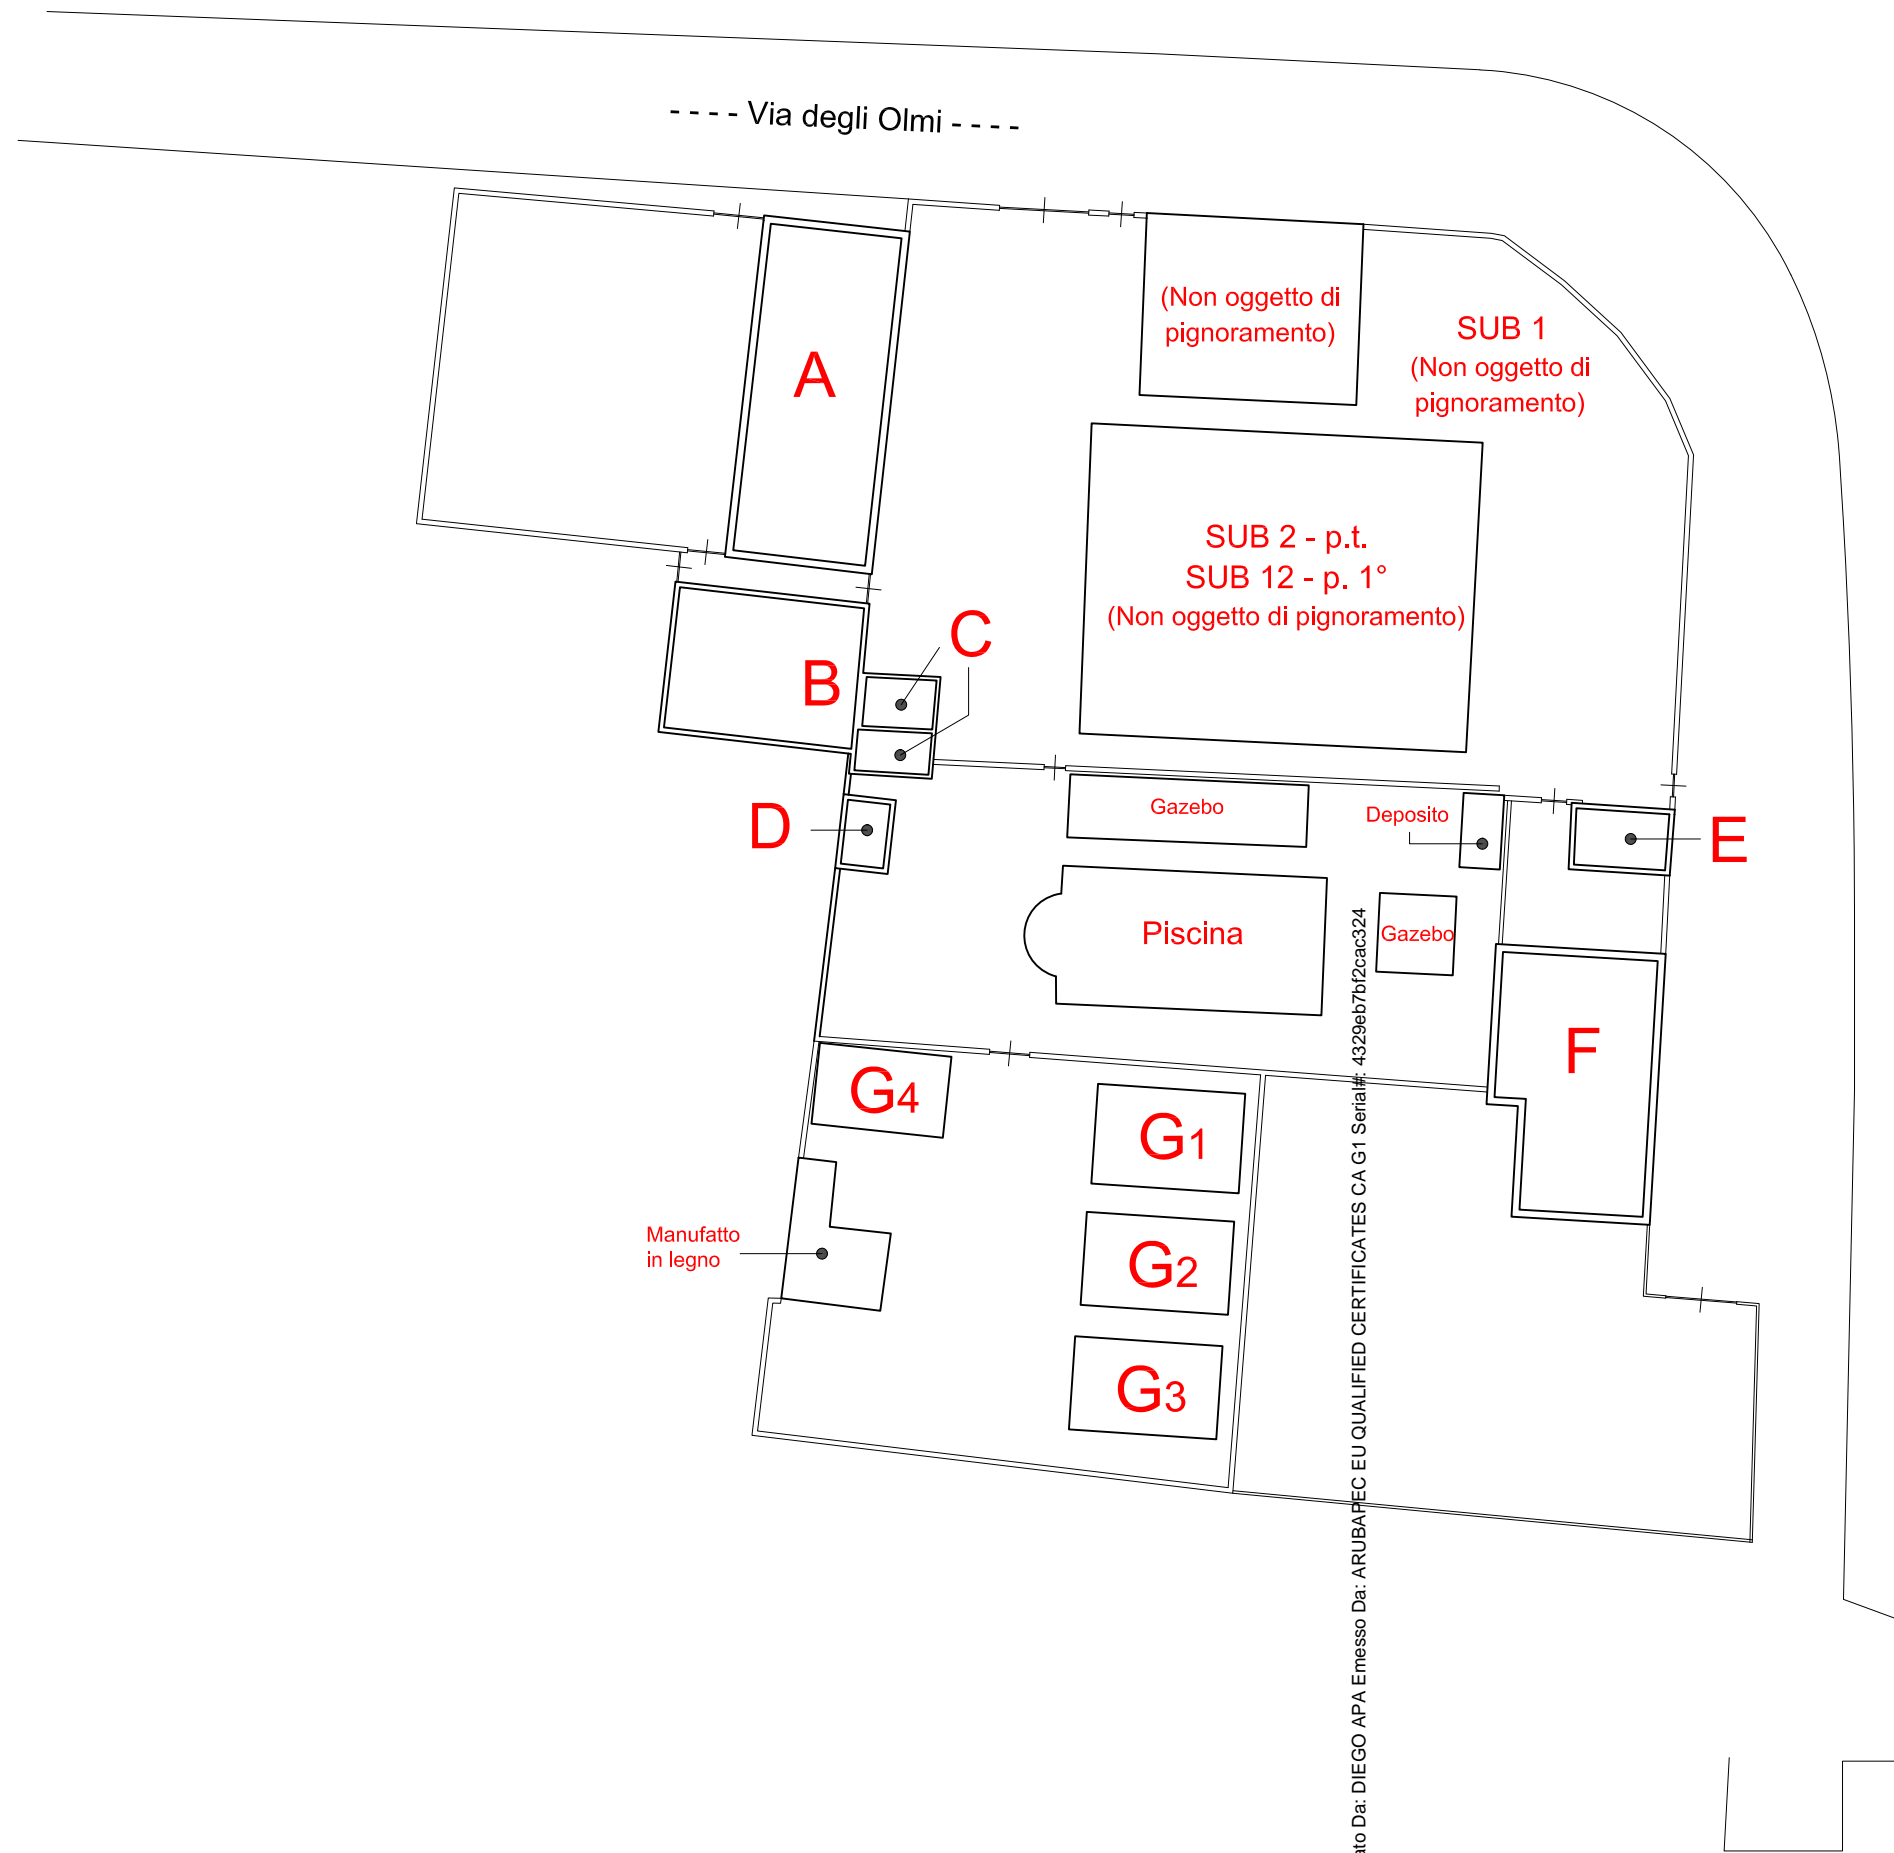 - - - - Via degli Olmi - - - -
(Non oggetto di
pignoramento)
SUB 1
(Non oggetto di
pignoramento)
A
SUB 2 - p.t.
SUB 12 - p. 1°
(Non oggetto di pignoramento)
C
B
D
Gazebo
Deposito
E
Piscina
Gazebo
F
G4
G1
Manufatto
in legno
G2
G3
ato Da: DIEGO APA Emesso Da: ARUBAPEC EU QUALIFIED CERTIFICATES CA G1 Serial#: 4329eb7bf2cac324